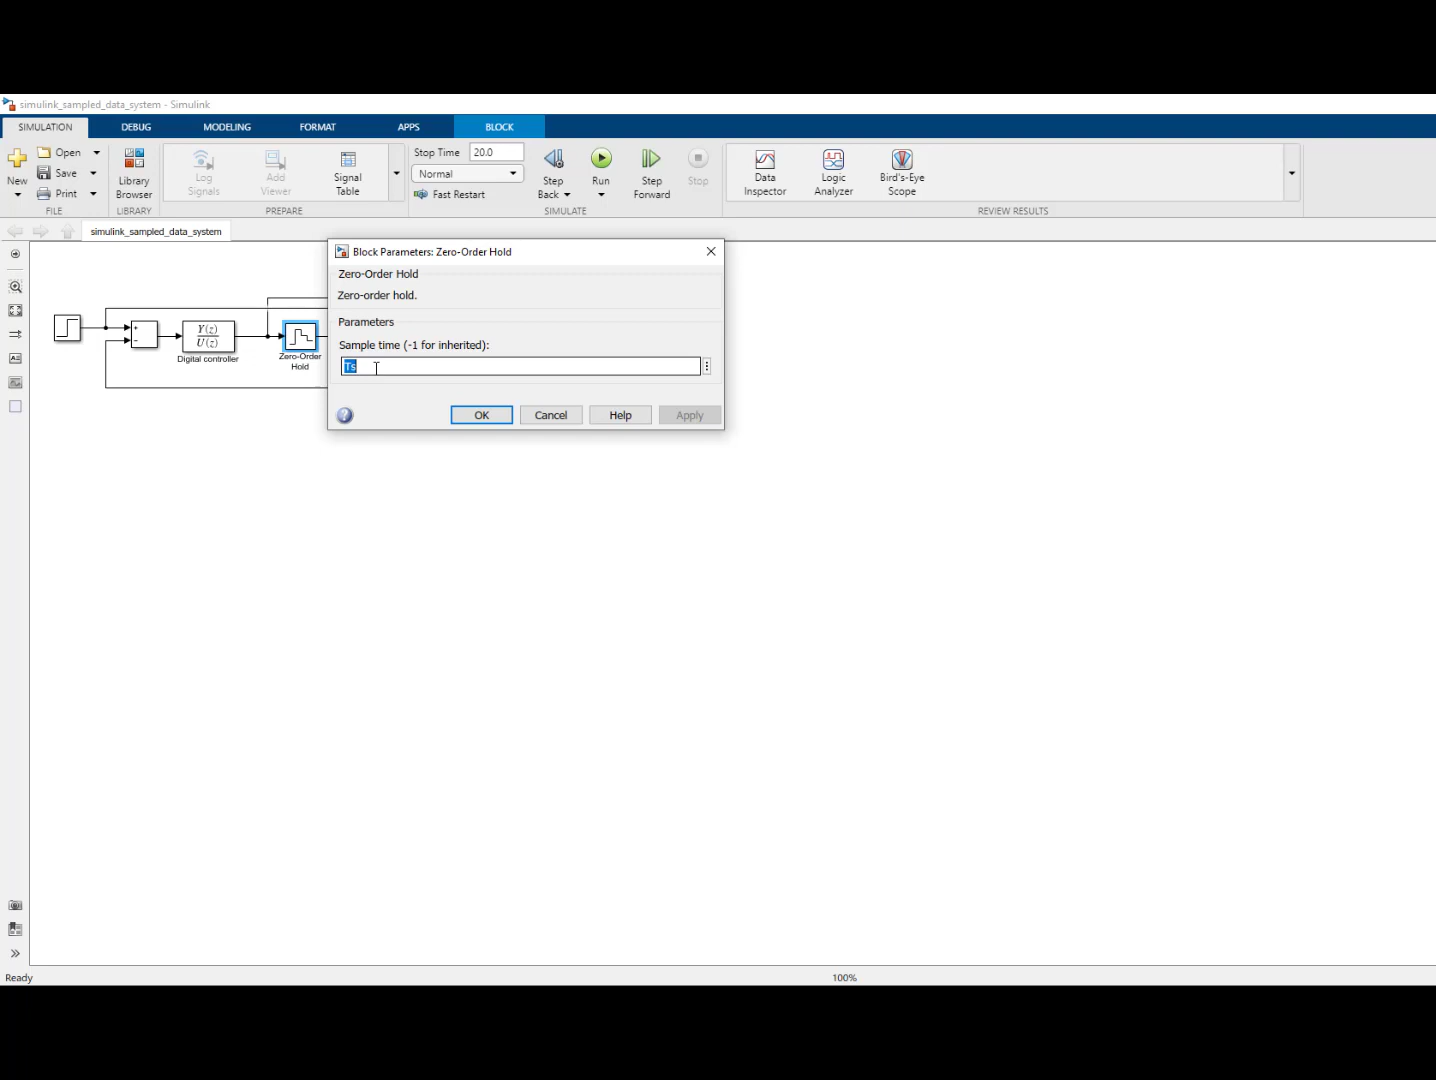 simulink_sampled_data_system - Simulink
SIMULATION
DEBUG
MODELING
FORMAT
APPS
BLOCK
New
Open
Save
Print
FILE
Library
Browser
LIBRARY
Log
Signals
Add
Viewer
Signal
Table
PREPARE
Stop Time 20.0
Normal
Fast Restart
Step
Back
Run
Step
Forward
Stop
SIMULATE
Data
Inspector
Logic
Analyzer
Bird's-Eye
Scope
REVIEW RESULTS
simulink_sampled_data_system
Block Parameters: Zero-Order Hold
Zero-Order Hold
Zero-order hold.
Parameters
Sample time (-1 for inherited):
Ts
OK
Cancel
Help
Apply
+
−
Y(z)
U(z)
Digital controller
Zero-Order
Hold
Ready
100%